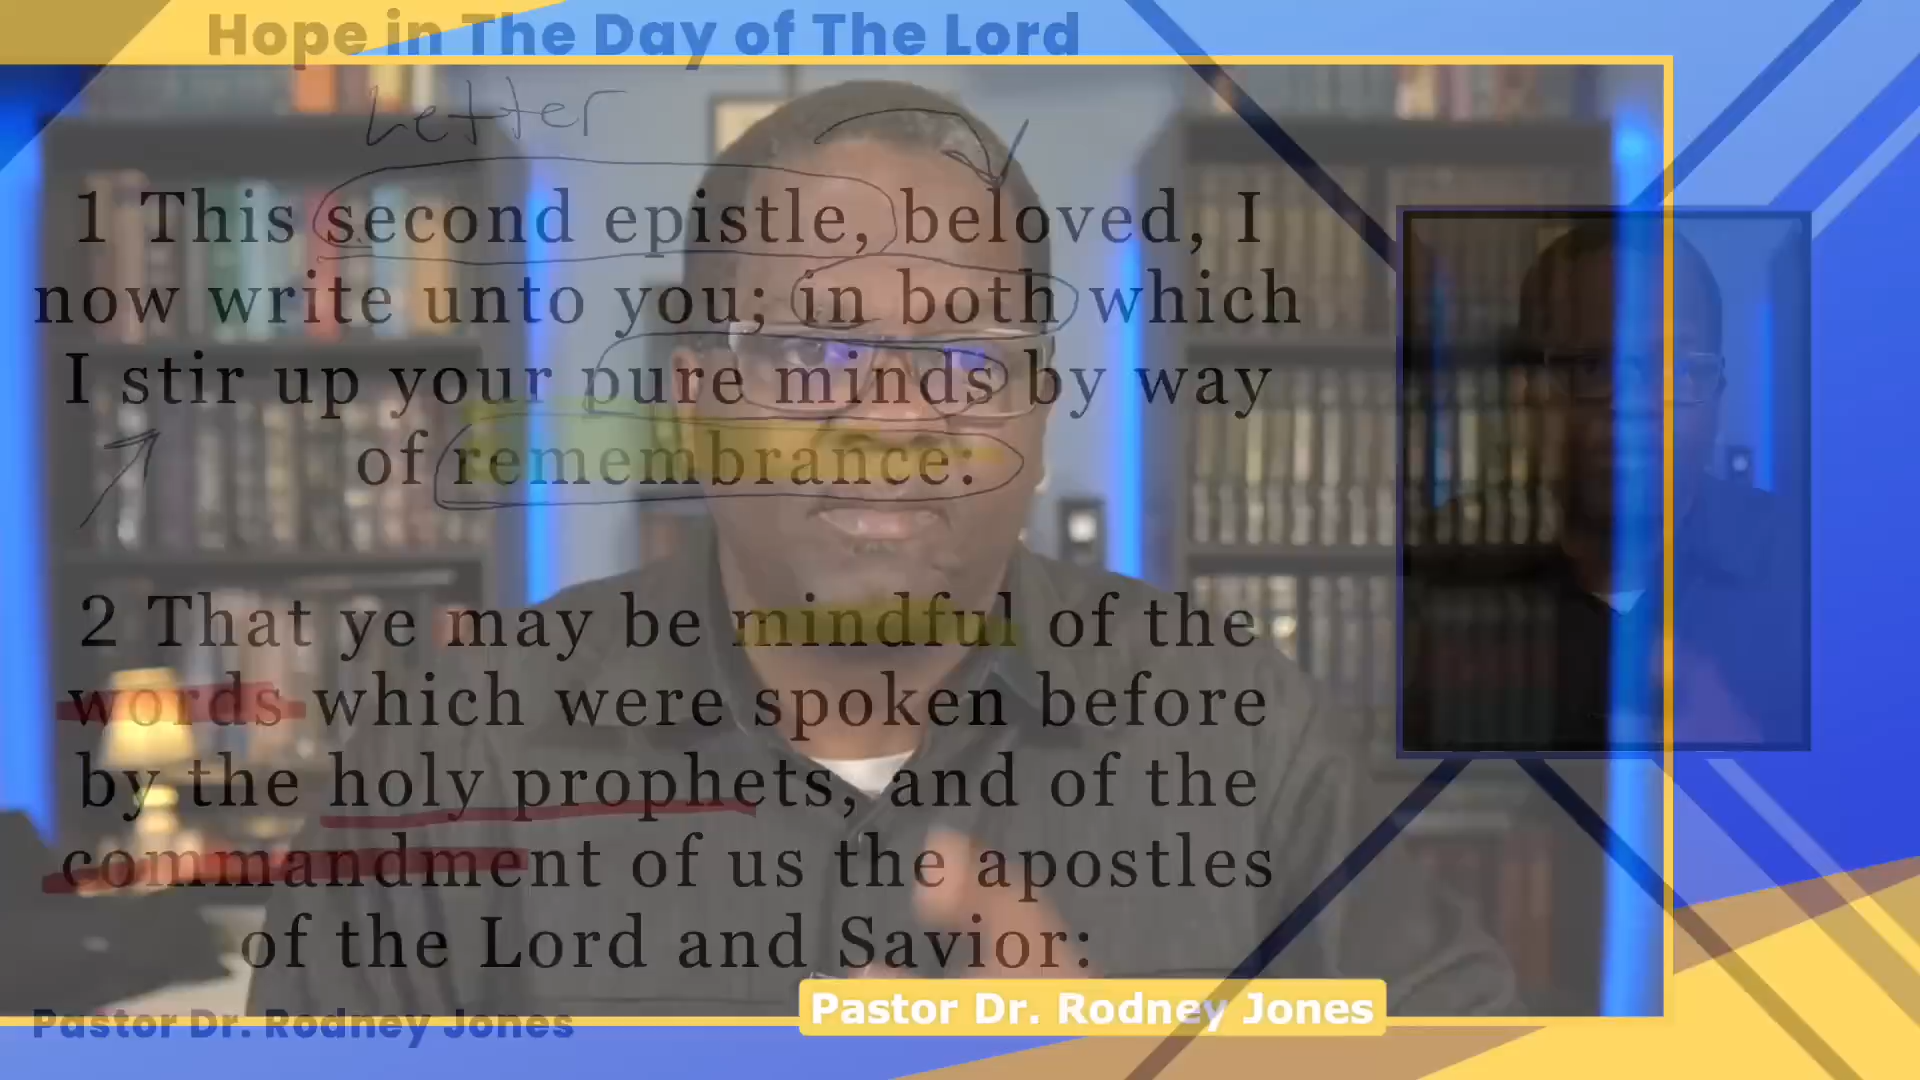 Hope in The Day of The Lord
Letter
1 This second epistle, beloved, I
now write unto you; in both which
I stir up your pure minds by way
of remembrance:
2 That ye may be mindful of the
words which were spoken before
by the holy prophets, and of the
commandment of us the apostles
of the Lord and Savior:
Pastor Dr. Rodney Jones
Pastor Dr. Rodney Jones